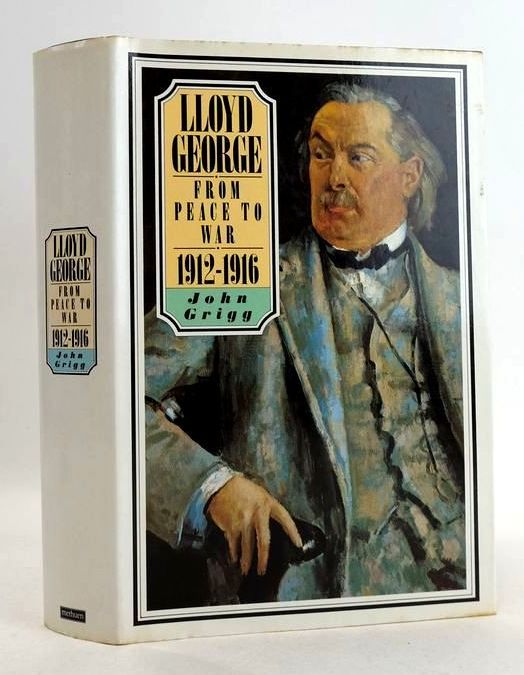 LLOYD
GEORGE
FROM
PEACE TO
WAR
1912-1916
John
Grigg
LLOYD
GEORGE
FROM
PEACE TO
WAR
1912-1916
John
Grigg
methuen